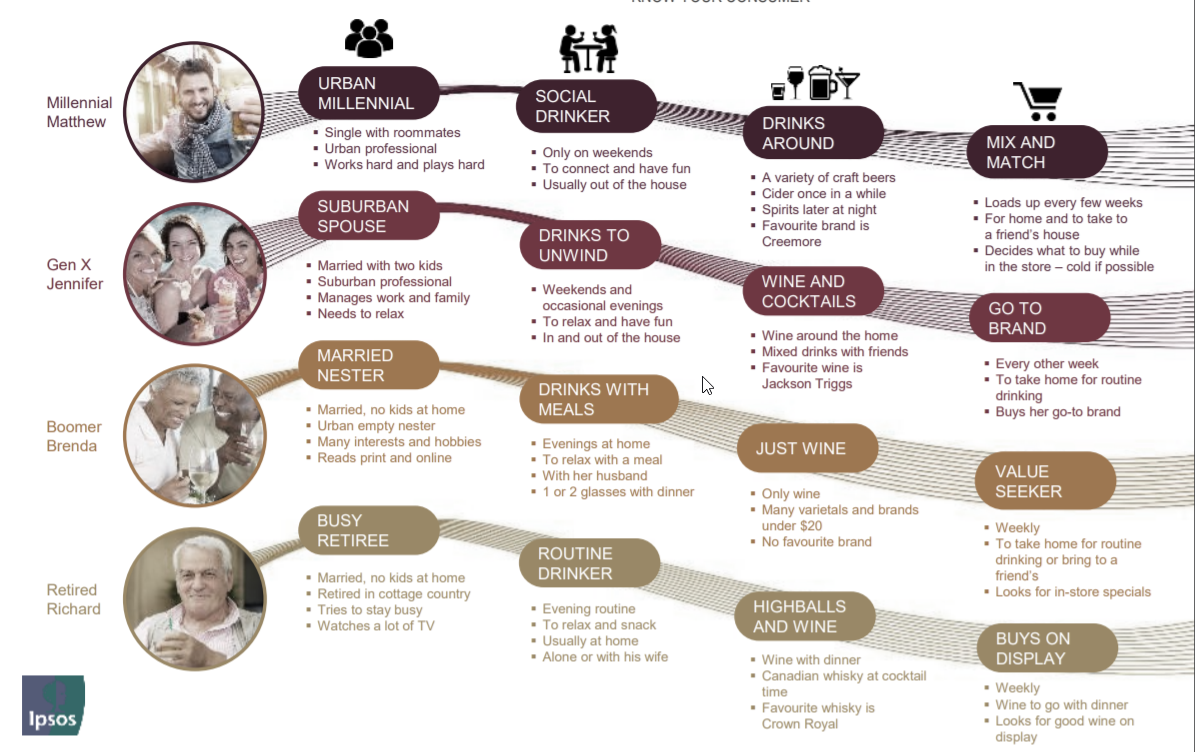 KNOW YOUR CONSUMER
Millennial
Matthew
URBAN
MILLENNIAL
▪ Single with roommates
▪ Urban professional
▪ Works hard and plays hard
SOCIAL
DRINKER
▪ Only on weekends
▪ To connect and have fun
▪ Usually out of the house
DRINKS
AROUND
▪ A variety of craft beers
▪ Cider once in a while
▪ Spirits later at night
▪ Favourite brand is
Creemore
MIX AND
MATCH
▪ Loads up every few weeks
▪ For home and to take to
a friend's house
▪ Decides what to buy while
in the store – cold if possible
Gen X
Jennifer
SUBURBAN
SPOUSE
▪ Married with two kids
▪ Suburban professional
▪ Manages work and family
▪ Needs to relax
DRINKS TO
UNWIND
▪ Weekends and
occasional evenings
▪ To relax and have fun
▪ In and out of the house
WINE AND
COCKTAILS
▪ Wine around the home
▪ Mixed drinks with friends
▪ Favourite wine is
Jackson Triggs
GO TO
BRAND
▪ Every other week
▪ To take home for routine
drinking
▪ Buys her go-to brand
Boomer
Brenda
MARRIED
NESTER
▪ Married, no kids at home
▪ Urban empty nester
▪ Many interests and hobbies
▪ Reads print and online
DRINKS WITH
MEALS
▪ Evenings at home
▪ To relax with a meal
▪ With her husband
▪ 1 or 2 glasses with dinner
JUST WINE
▪ Only wine
▪ Many varietals and brands
under $20
▪ No favourite brand
VALUE
SEEKER
▪ Weekly
▪ To take home for routine
drinking or bring to a
friend's
▪ Looks for in-store specials
Retired
Richard
BUSY
RETIREE
▪ Married, no kids at home
▪ Retired in cottage country
▪ Tries to stay busy
▪ Watches a lot of TV
ROUTINE
DRINKER
▪ Evening routine
▪ To relax and snack
▪ Usually at home
▪ Alone or with his wife
HIGHBALLS
AND WINE
▪ Wine with dinner
▪ Canadian whisky at cocktail
time
▪ Favourite whisky is
Crown Royal
BUYS ON
DISPLAY
▪ Weekly
▪ Wine to go with dinner
▪ Looks for good wine on
display
Ipsos